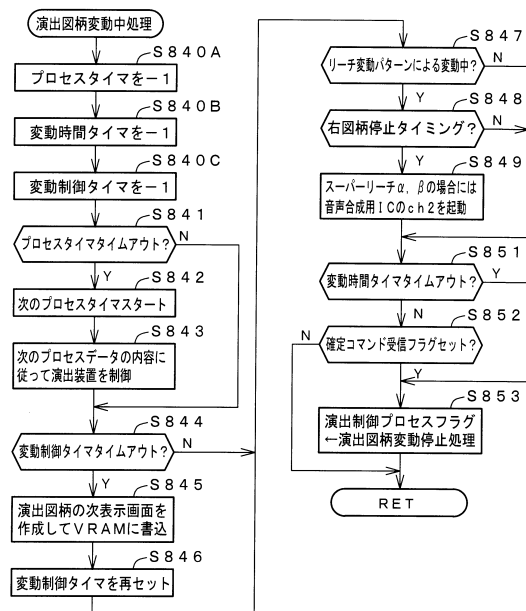 演出図柄変動中処理
S840A
プロセスタイマを－1
S840B
変動時間タイマを－1
S840C
変動制御タイマを－1
S841
プロセスタイマタイムアウト？
N
Y
S842
次のプロセスタイマスタート
S843
次のプロセスデータの内容に
従って演出装置を制御
S844
変動制御タイマタイムアウト？
N
Y
S845
演出図柄の次表示画面を
作成してVRAMに書込
S846
変動制御タイマを再セット
S847
リーチ変動パターンによる変動中？
N
Y
S848
右図柄停止タイミング？
N
Y
S849
スーパーリーチα，βの場合には
音声合成用ICのch2を起動
S851
変動時間タイマタイムアウト？
Y
N
S852
N
確定コマンド受信フラグセット？
Y
S853
演出制御プロセスフラグ
←演出図柄変動停止処理
RET